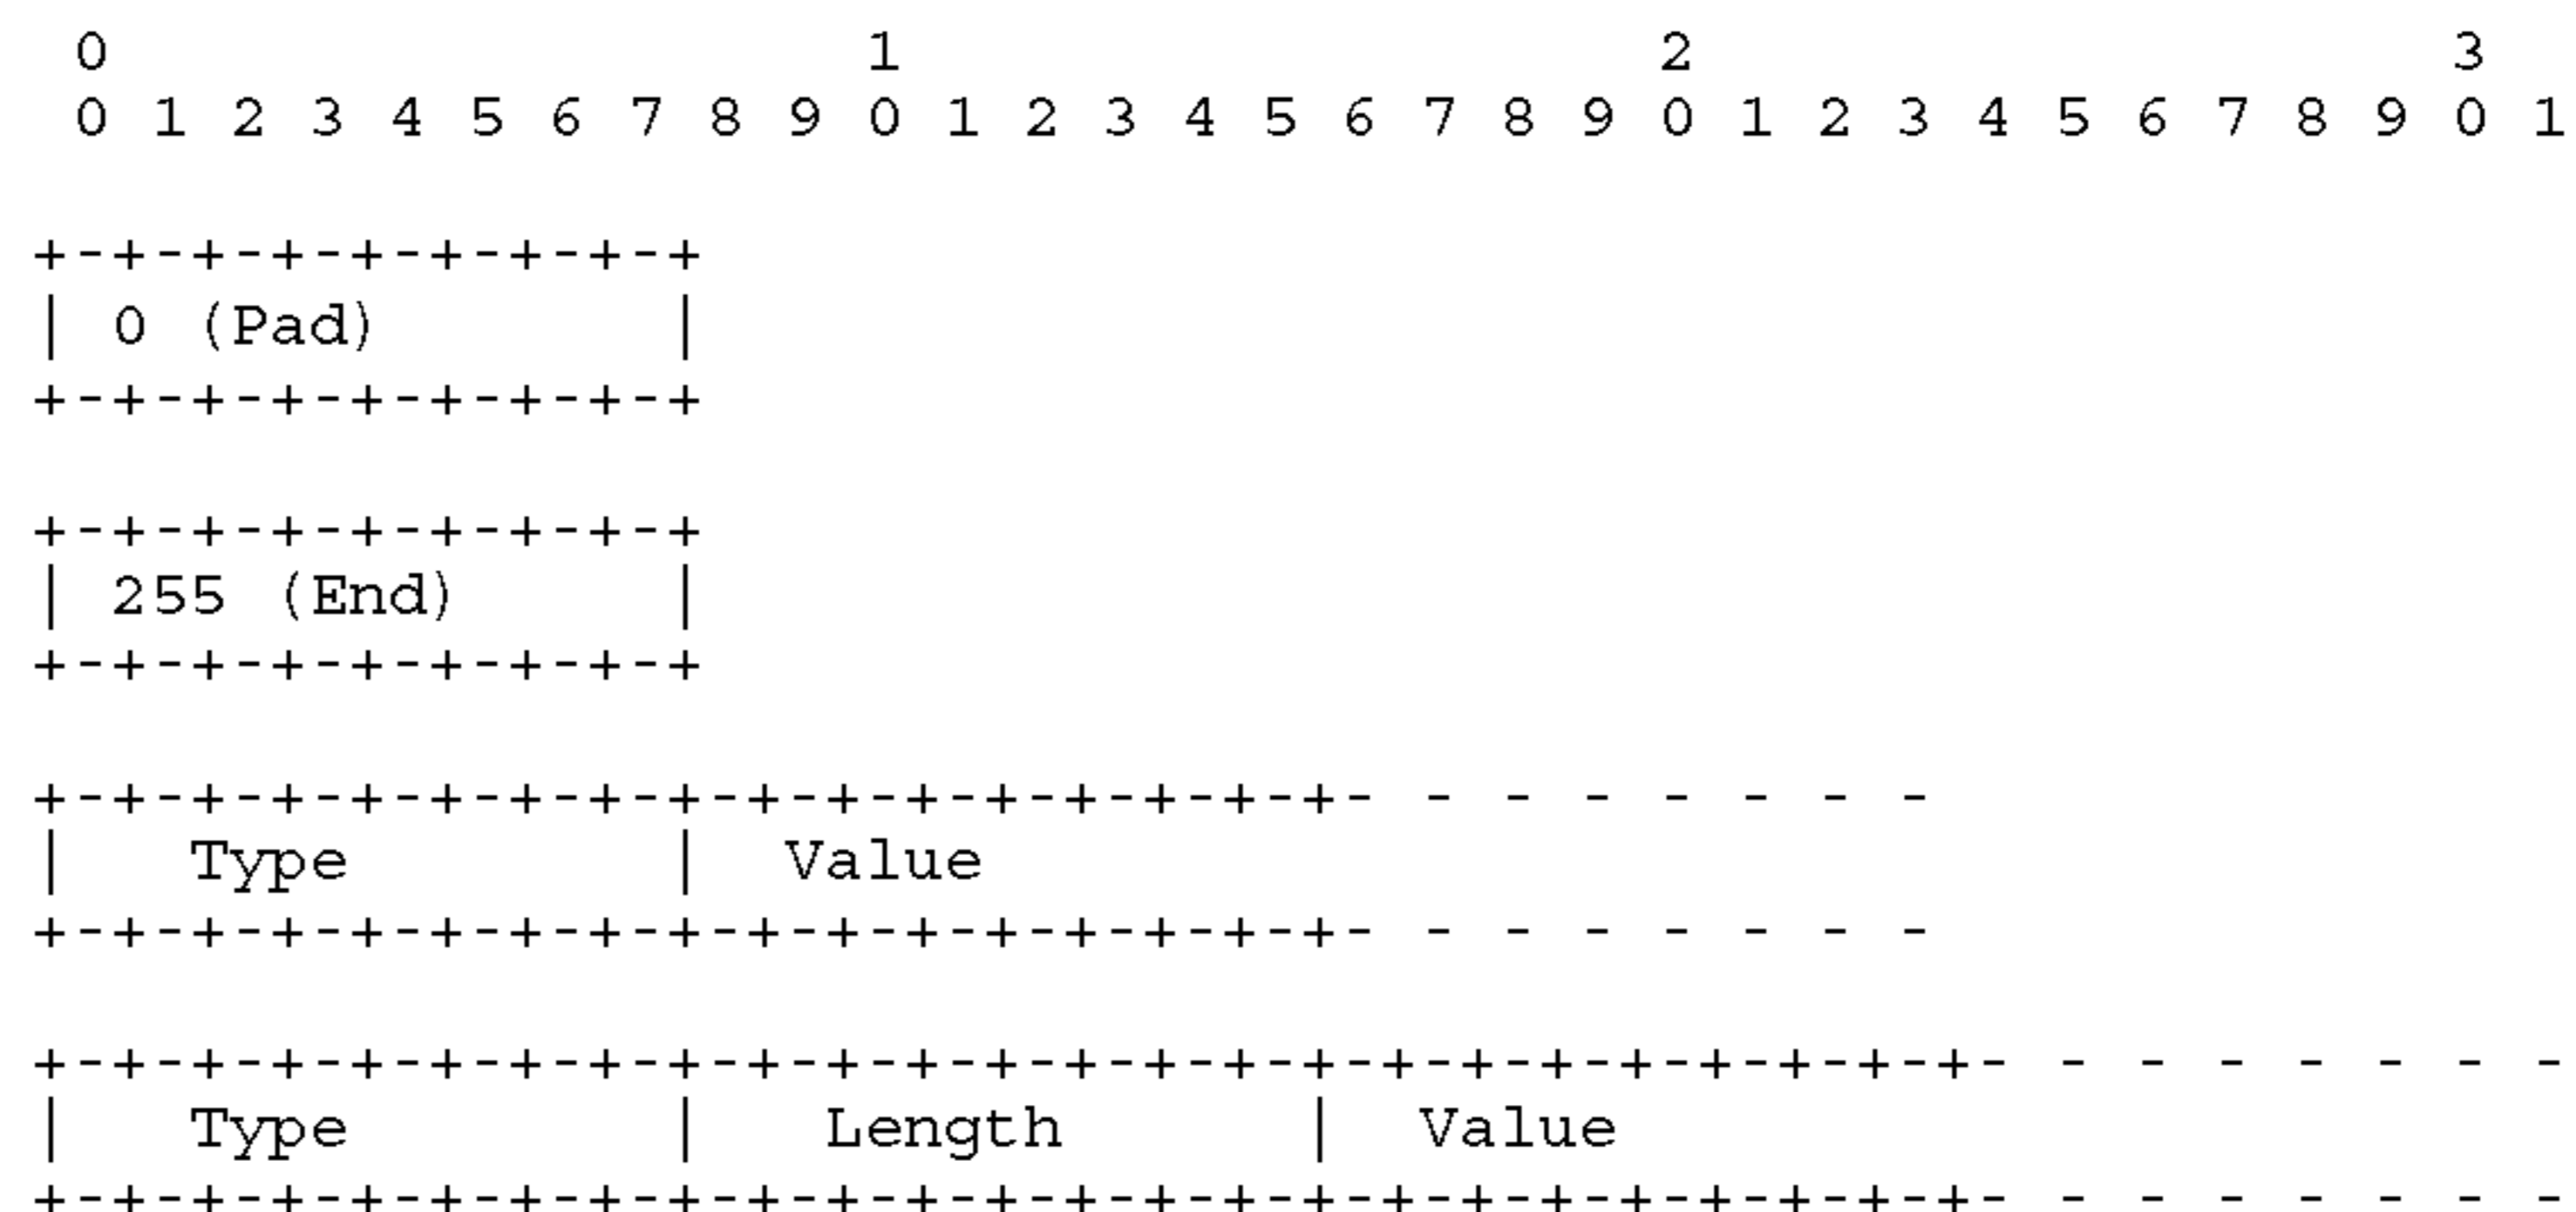 0                   1                   2                   3
0 1 2 3 4 5 6 7 8 9 0 1 2 3 4 5 6 7 8 9 0 1 2 3 4 5 6 7 8 9 0 1
+-+-+-+-+-+-+-+-+
| 0 (Pad)       |
+-+-+-+-+-+-+-+-+
+-+-+-+-+-+-+-+-+
| 255 (End)     |
+-+-+-+-+-+-+-+-+
+-+-+-+-+-+-+-+-+-+-+-+-+-+-+-+-+- - - - - - - -
|   Type        |  Value
+-+-+-+-+-+-+-+-+-+-+-+-+-+-+-+-+- - - - - - - -
+-+-+-+-+-+-+-+-+-+-+-+-+-+-+-+-+-+-+-+-+-+-+-+-+- - - - - - - -
|   Type        |   Length      |  Value
+-+-+-+-+-+-+-+-+-+-+-+-+-+-+-+-+-+-+-+-+-+-+-+-+- - - - - - - -